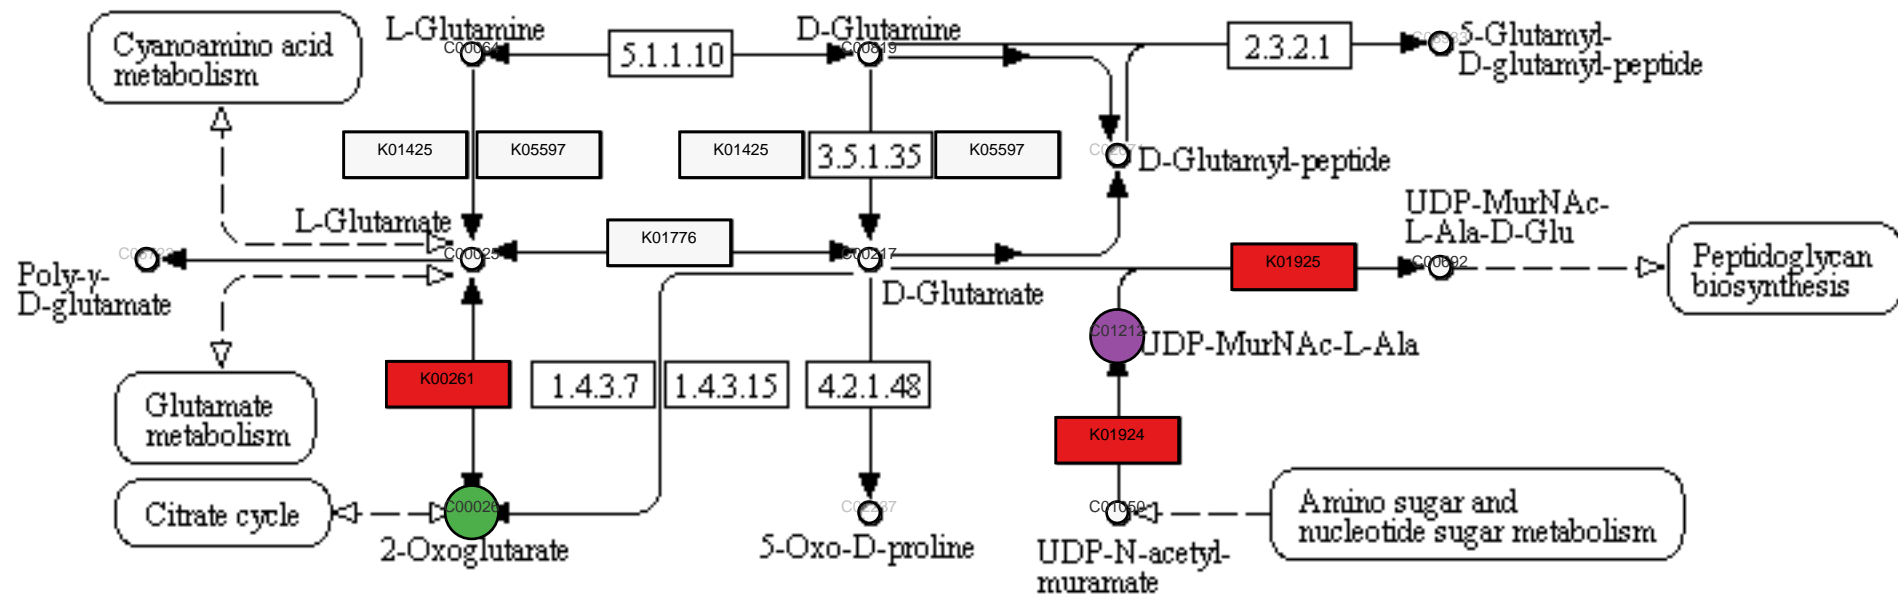 Cyanoamino acid
metabolism
L-Glutamine
C00064
5.1.1.10
D-Glutamine
C00819
2.3.2.1
5-Glutamyl-
D-glutamyl-peptide
K01425
K05597
K01425
3.5.1.35
K05597
D-Glutamyl-peptide
L-Glutamate
C00025
K01776
C00217
D-Glutamate
UDP-MurNAc-
L-Ala-D-Glu
K01925
C00692
Peptidoglycan
biosynthesis
Poly-γ-
D-glutamate
C01212
UDP-MurNAc-L-Ala
K00261
1.4.3.7
1.4.3.15
4.2.1.48
Glutamate
metabolism
K01924
Citrate cycle
C00026
2-Oxoglutarate
C02237
5-Oxo-D-proline
C01050
UDP-N-acetyl-
muramate
Amino sugar and
nucleotide sugar metabolism